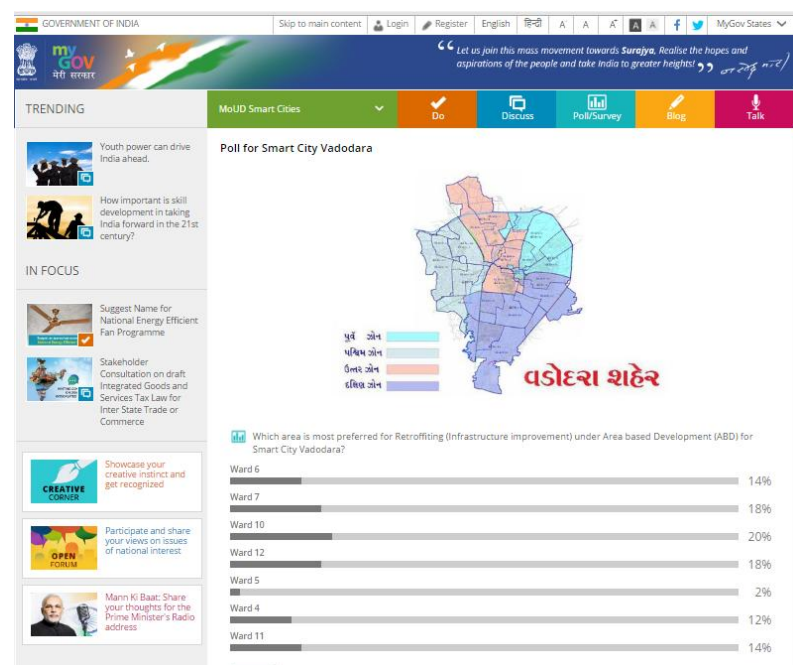 GOVERNMENT OF INDIA
Skip to main content
Login
Register
English
हिन्दी
A
A
A
A
A
MyGov States
my
GOV
मेरी सरकार
Let us join this mass movement towards Surajya, Realise the hopes and
aspirations of the people and take India to greater heights!
TRENDING
MoUD Smart Cities
Do
Discuss
Poll/Survey
Blog
Talk
Youth power can drive
India ahead.
How important is skill
development in taking
India forward in the 21st
century?
IN FOCUS
Suggest Name for
National Energy Efficient
Fan Programme
Stakeholder
Consultation on draft
Integrated Goods and
Services Tax Law for
Inter State Trade or
Commerce
CREATIVE
CORNER
Showcase your
creative instinct and
get recognized
OPEN
FORUM
Participate and share
your views on issues
of national interest
Mann Ki Baat: Share
your thoughts for the
Prime Minister's Radio
address
Poll for Smart City Vadodara
પુર્વ ઝોન
પશ્ચિમ ઝોન
ઉત્તર ઝોન
દક્ષિણ ઝોન
વડોદરા શહેર
Which area is most preferred for Retroffiting (Infrastructure improvement) under Area based Development (ABD) for
Smart City Vadodara?
Ward 6
14%
Ward 7
18%
Ward 10
20%
Ward 12
18%
Ward 5
2%
Ward 4
12%
Ward 11
14%